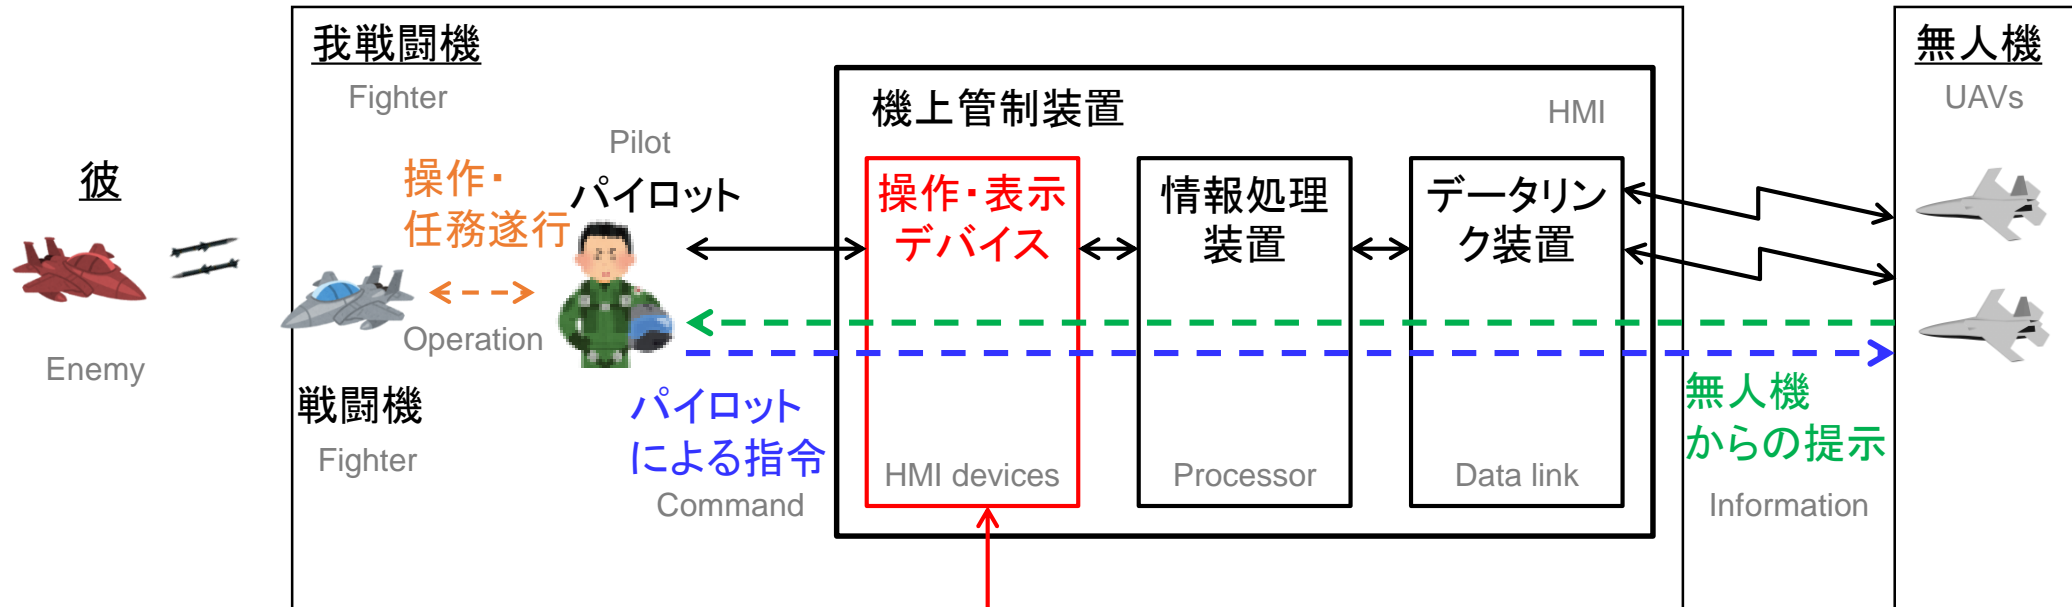 我戦闘機
Fighter
彼
Enemy
操作・
任務遂行
Operation
戦闘機
Fighter
Pilot
パイロット
パイロット
による指令
Command
機上管制装置
HMI
操作・表示
デバイス
HMI devices
情報処理
装置
Processor
データリン
ク装置
Data link
無人機
からの提示
Information
無人機
UAVs